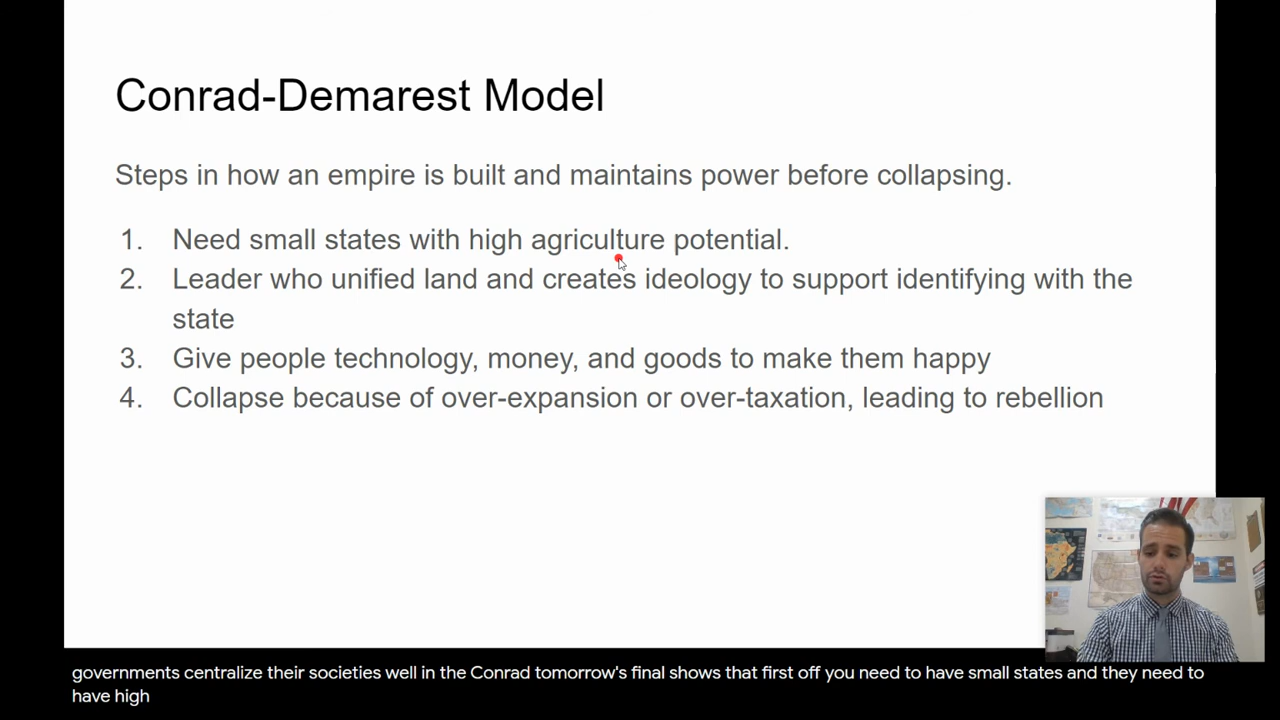 Conrad-Demarest Model
Steps in how an empire is built and maintains power before collapsing.
1. Need small states with high agriculture potential.
2. Leader who unified land and creates ideology to support identifying with the
state
3. Give people technology, money, and goods to make them happy
4. Collapse because of over-expansion or over-taxation, leading to rebellion
governments centralize their societies well in the Conrad tomorrow's final shows that first off you need to have small states and they need to
have high